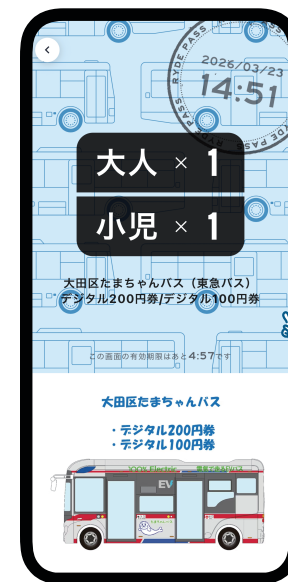 RYDE PASS
2026/03/23
14:51
大人 × 1
小児 × 1
大田区たまちゃんバス（東急バス）
デジタル200円券/デジタル100円券
この画面の有効期限はあと4:57です
大田区たまちゃんバス
・デジタル200円券
・デジタル100円券
100% Electric
EV